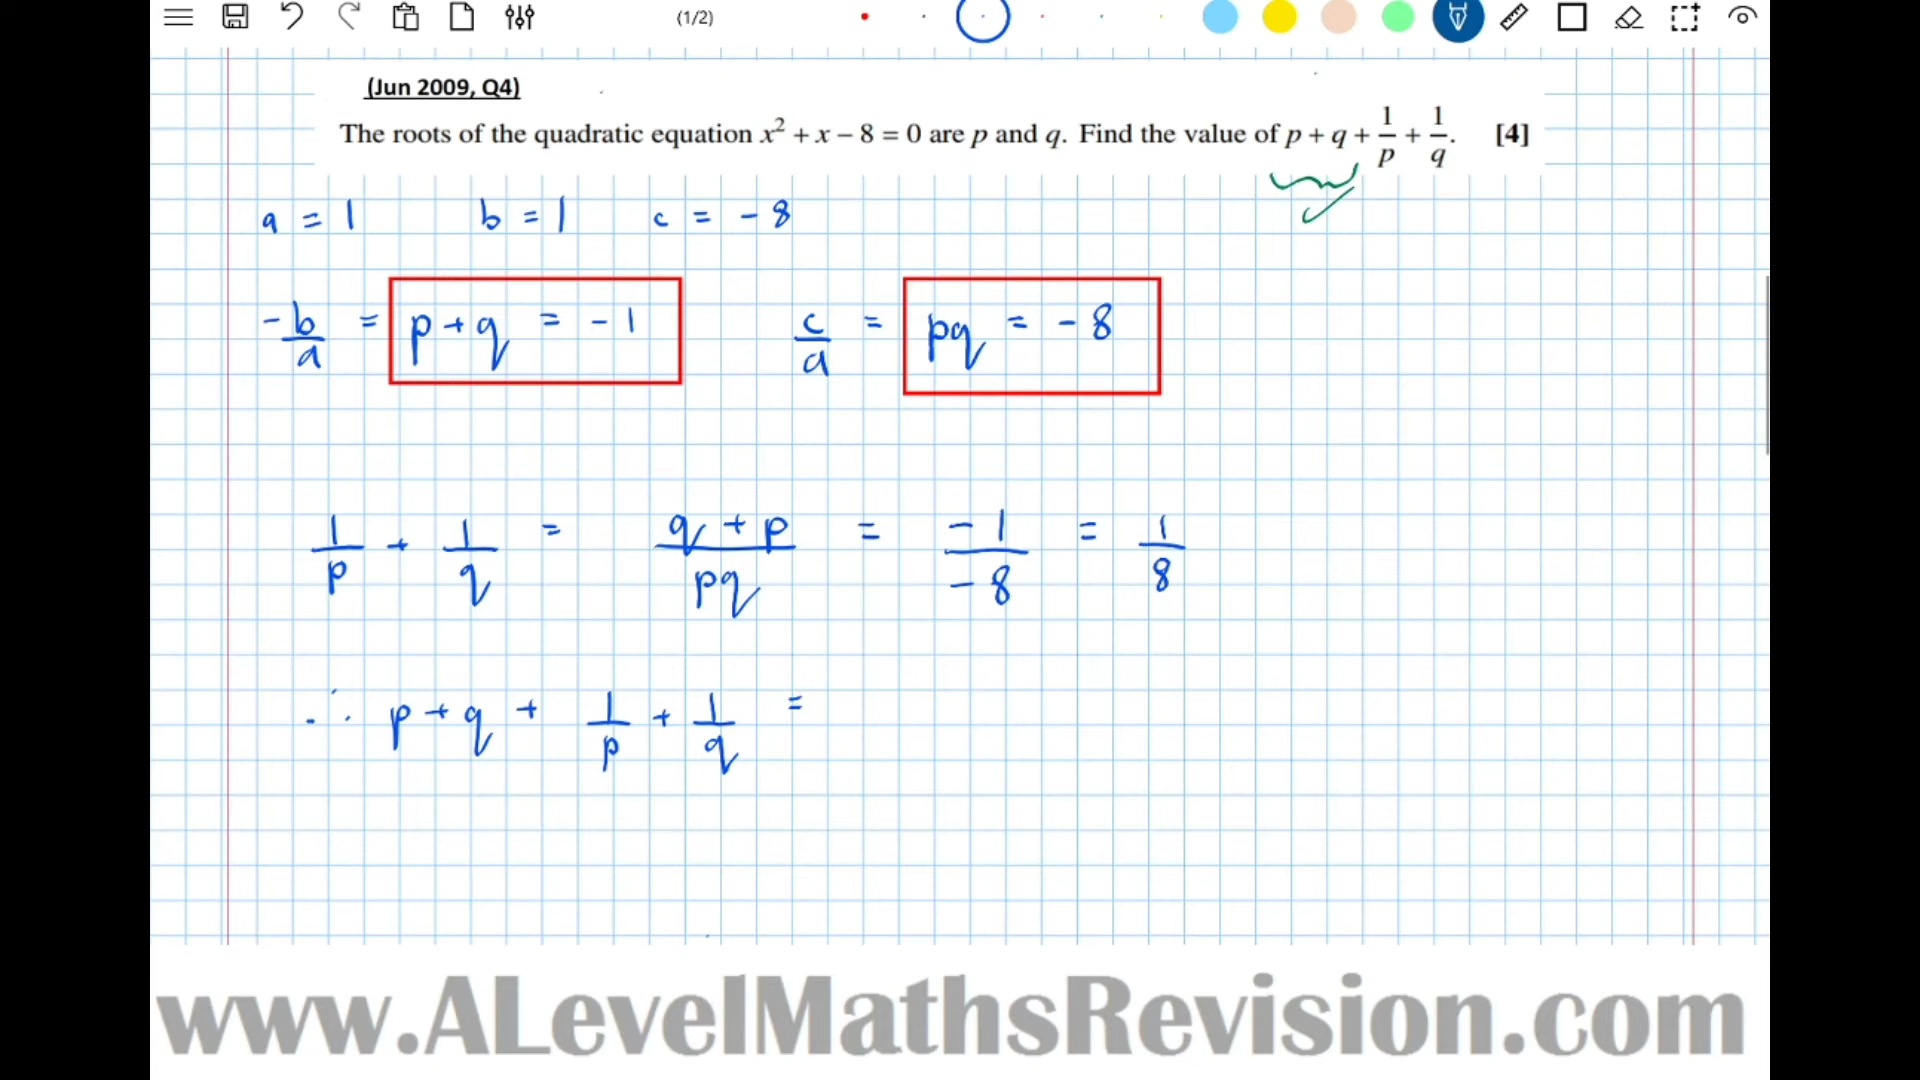 (1/2)
(Jun 2009, Q4)
The roots of the quadratic equation x² + x − 8 = 0 are p and q. Find the value of p + q + 1/p + 1/q. [4]
a = 1 b = 1 c = -8
-b/a = p + q = -1 c/a = pq = -8
1/p + 1/q = q + p / pq = -1/-8 = 1/8
∴ p + q + 1/p + 1/q =
www.ALevelMathsRevision.com